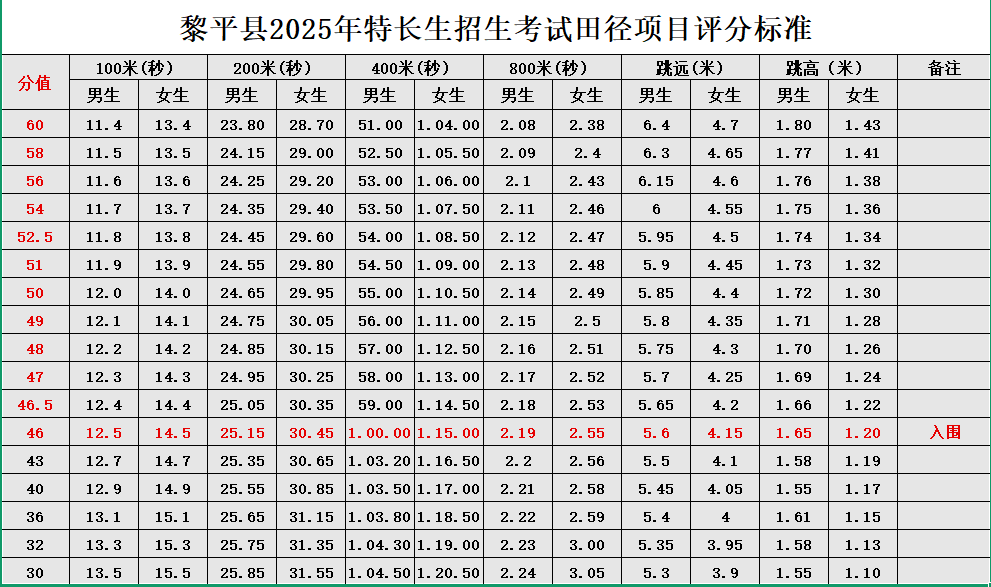 黎平县2025年特长生招生考试田径项目评分标准
分值 100米(秒) 200米(秒) 400米(秒) 800米(秒) 跳远(米) 跳高（米） 备注
男生 女生 男生 女生 男生 女生 男生 女生 男生 女生 男生 女生
60 11.4 13.4 23.80 28.70 51.00 1.04.00 2.08 2.38 6.4 4.7 1.80 1.43
58 11.5 13.5 24.15 29.00 52.50 1.05.50 2.09 2.4 6.3 4.65 1.77 1.41
56 11.6 13.6 24.25 29.20 53.00 1.06.00 2.1 2.43 6.15 4.6 1.76 1.38
54 11.7 13.7 24.35 29.40 53.50 1.07.50 2.11 2.46 6 4.55 1.75 1.36
52.5 11.8 13.8 24.45 29.60 54.00 1.08.50 2.12 2.47 5.95 4.5 1.74 1.34
51 11.9 13.9 24.55 29.80 54.50 1.09.00 2.13 2.48 5.9 4.45 1.73 1.32
50 12.0 14.0 24.65 29.95 55.00 1.10.50 2.14 2.49 5.85 4.4 1.72 1.30
49 12.1 14.1 24.75 30.05 56.00 1.11.00 2.15 2.5 5.8 4.35 1.71 1.28
48 12.2 14.2 24.85 30.15 57.00 1.12.50 2.16 2.51 5.75 4.3 1.70 1.26
47 12.3 14.3 24.95 30.25 58.00 1.13.00 2.17 2.52 5.7 4.25 1.69 1.24
46.5 12.4 14.4 25.05 30.35 59.00 1.14.50 2.18 2.53 5.65 4.2 1.66 1.22
46 12.5 14.5 25.15 30.45 1.00.00 1.15.00 2.19 2.55 5.6 4.15 1.65 1.20 入围
43 12.7 14.7 25.35 30.65 1.03.20 1.16.50 2.2 2.56 5.5 4.1 1.58 1.19
40 12.9 14.9 25.55 30.85 1.03.50 1.17.00 2.21 2.58 5.45 4.05 1.55 1.17
36 13.1 15.1 25.65 31.15 1.03.80 1.18.50 2.22 2.59 5.4 4 1.61 1.15
32 13.3 15.3 25.75 31.35 1.04.30 1.19.00 2.23 3.00 5.35 3.95 1.58 1.13
30 13.5 15.5 25.85 31.55 1.04.50 1.20.50 2.24 3.05 5.3 3.9 1.55 1.10